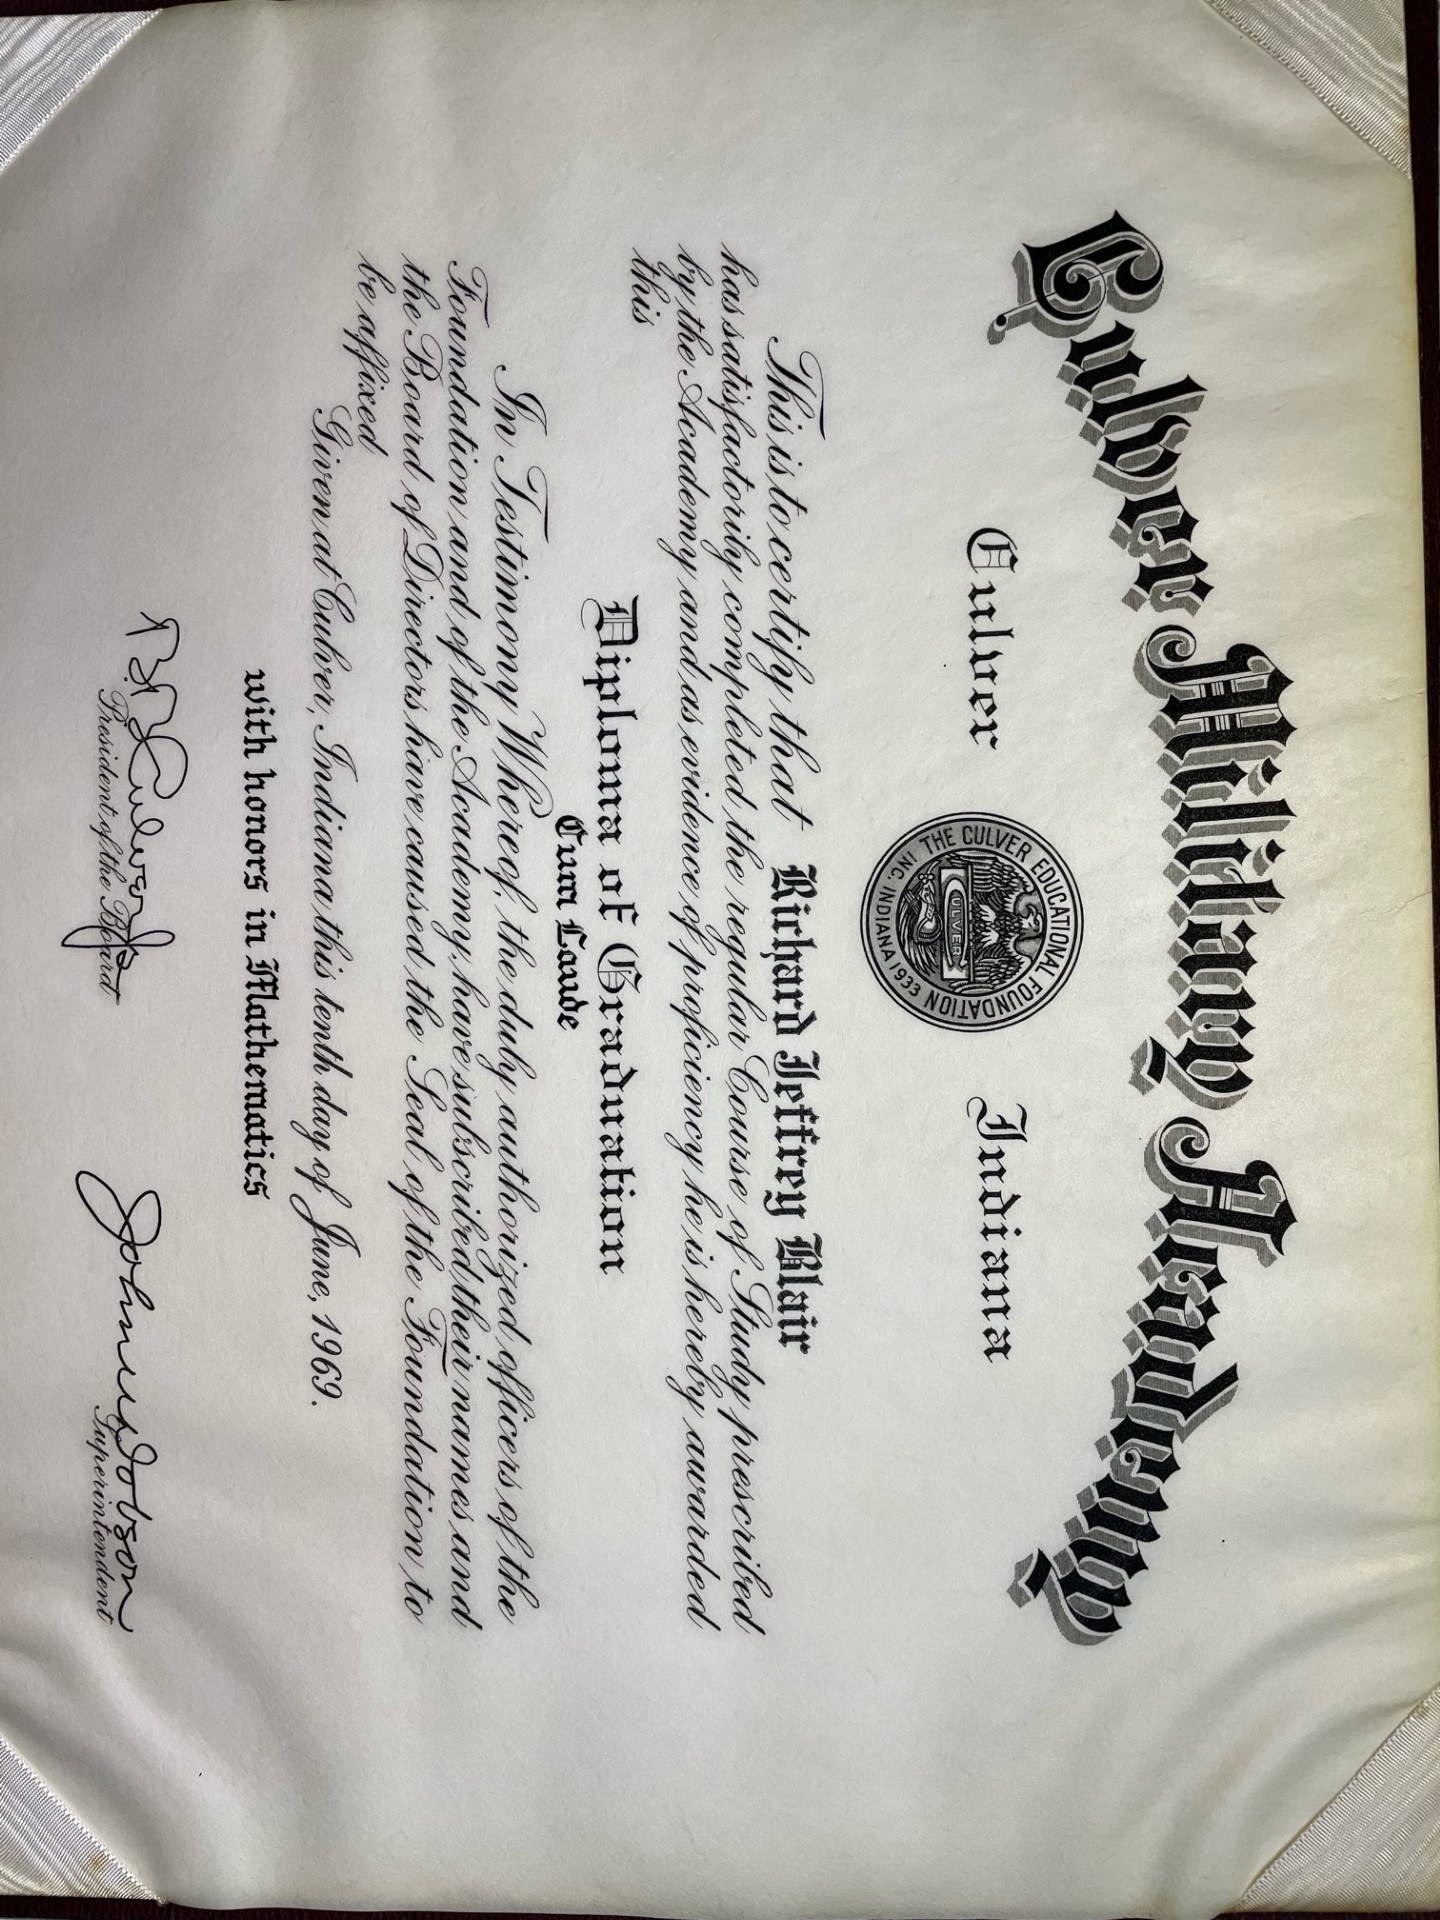 Culver Military Academy
Culver Indiana
THE CULVER EDUCATIONAL FOUNDATION
INC. INDIANA 1933
CULVER
This is to certify that Richard Jeffrey Blair
has satisfactorily completed the regular Course of Study prescribed
by the Academy and as evidence of proficiency he is hereby awarded
this
Diploma of Graduation
Cum Laude
In Testimony Whereof, the duly authorized officers of the
Foundation and of the Academy, have subscribed their names and
the Board of Directors have caused the Seal of the Foundation to
be affixed
Given at Culver, Indiana this tenth day of June, 1969.
with honors in Mathematics
President of the Board
John W Dobson
Superintendent